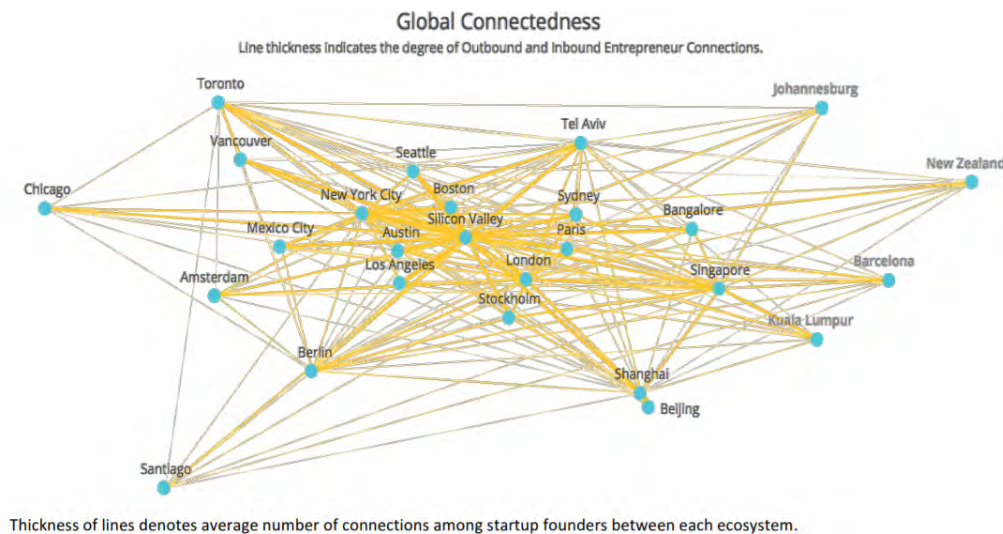 Global Connectedness
Line thickness indicates the degree of Outbound and Inbound Entrepreneur Connections.
Toronto
Johannesburg
Tel Aviv
Vancouver
Seattle
New Zealand
Chicago
New York City
Boston
Sydney
Bangalore
Mexico City
Silicon Valley
Austin
Paris
Los Angeles
London
Barcelona
Amsterdam
Singapore
Stockholm
Kuala Lumpur
Berlin
Shanghai
Beijing
Santiago
Thickness of lines denotes average number of connections among startup founders between each ecosystem.